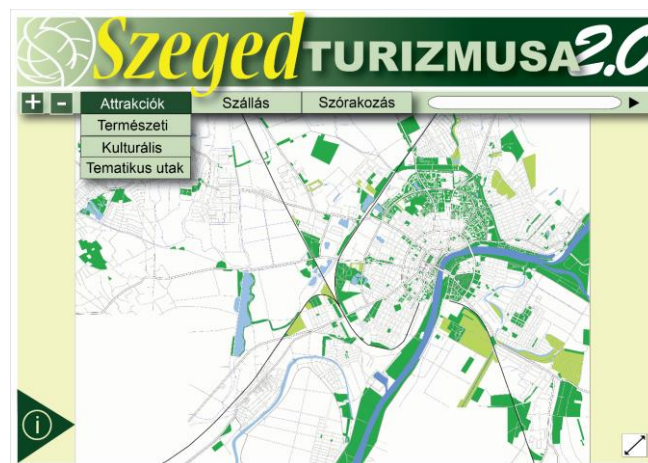 Szeged TURIZMUSA 2.0
+ - Attrakciók Szállás Szórakozás
Természeti
Kulturális
Tematikus utak
i